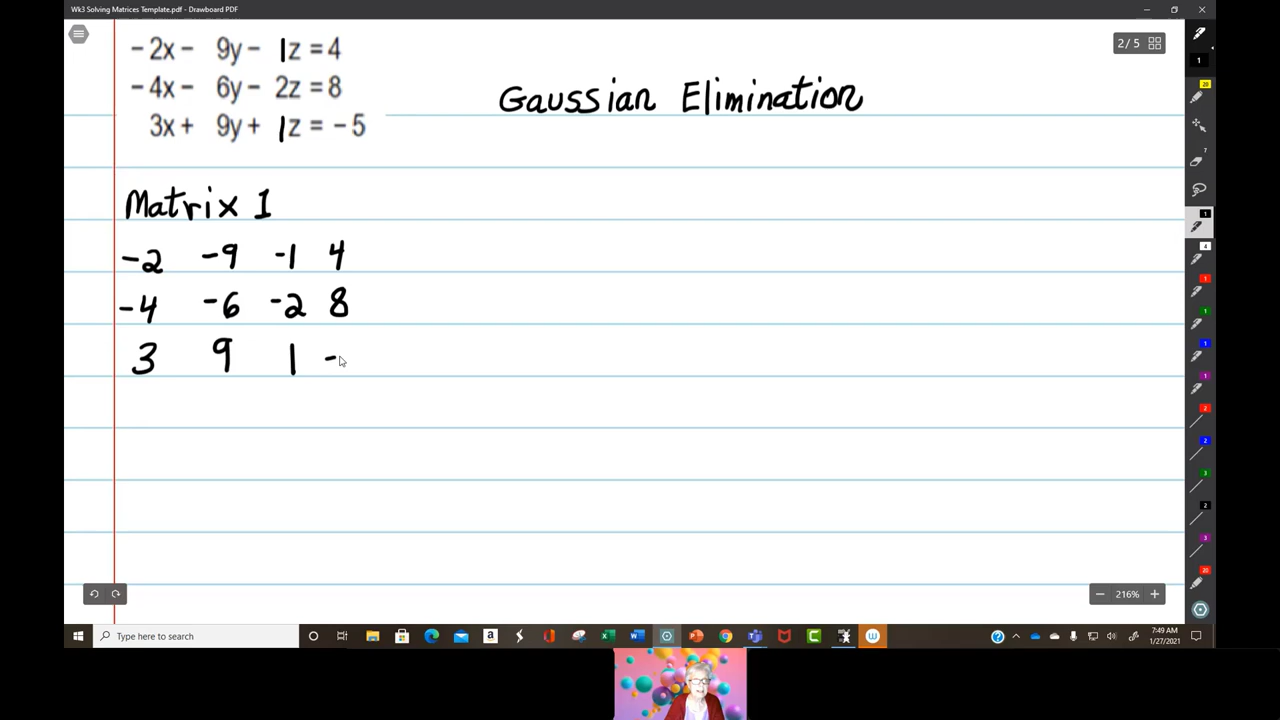 Wk3 Solving Matrices Template.pdf - Drawboard PDF
2/5
- 2x - 9y - 1z = 4
- 4x - 6y - 2z = 8
3x + 9y + 1z = - 5
Gaussian Elimination
Matrix 1
-2 -9 -1 4
-4 -6 -2 8
3 9 1 -
216%
Type here to search
7:49 AM
1/27/2021